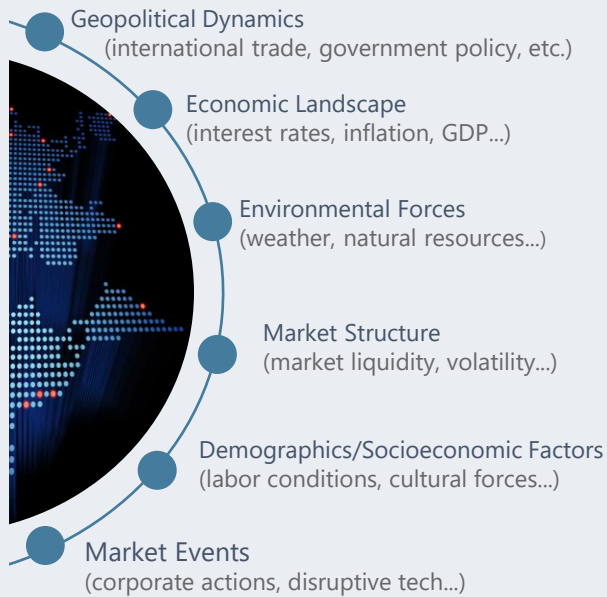 Geopolitical Dynamics
(international trade, government policy, etc.)
Economic Landscape
(interest rates, inflation, GDP...)
Environmental Forces
(weather, natural resources...)
Market Structure
(market liquidity, volatility...)
Demographics/Socioeconomic Factors
(labor conditions, cultural forces...)
Market Events
(corporate actions, disruptive tech...)